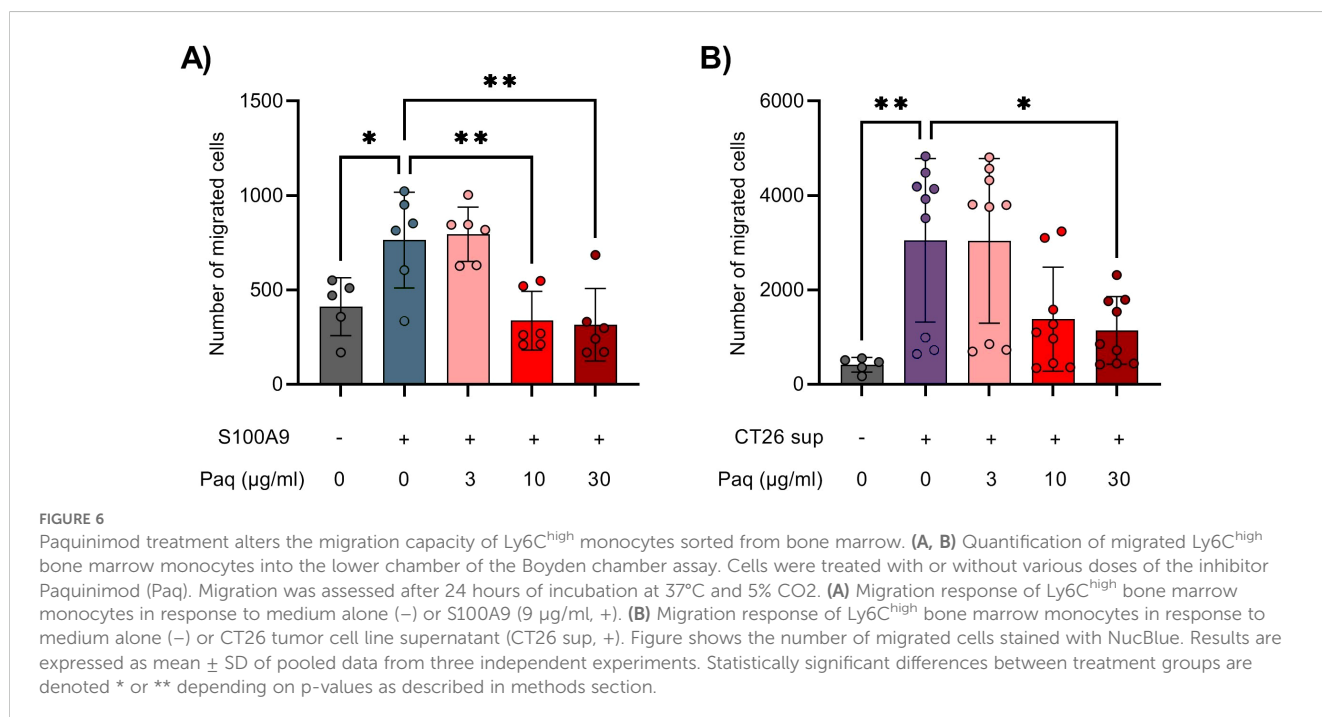 A)
B)
1500
1000
500
0
Number of migrated cells
*
**
**
6000
4000
2000
0
Number of migrated cells
**
*
S100A9 - + + + +
Paq (µg/ml) 0 0 3 10 30
CT26 sup - + + + +
Paq (µg/ml) 0 0 3 10 30
FIGURE 6
Paquinimod treatment alters the migration capacity of Ly6Chigh monocytes sorted from bone marrow. (A, B) Quantification of migrated Ly6Chigh
bone marrow monocytes into the lower chamber of the Boyden chamber assay. Cells were treated with or without various doses of the inhibitor
Paquinimod (Paq). Migration was assessed after 24 hours of incubation at 37°C and 5% CO2. (A) Migration response of Ly6Chigh bone marrow
monocytes in response to medium alone (−) or S100A9 (9 µg/ml, +). (B) Migration response of Ly6Chigh bone marrow monocytes in response to
medium alone (−) or CT26 tumor cell line supernatant (CT26 sup, +). Figure shows the number of migrated cells stained with NucBlue. Results are
expressed as mean ± SD of pooled data from three independent experiments. Statistically significant differences between treatment groups are
denoted * or ** depending on p-values as described in methods section.